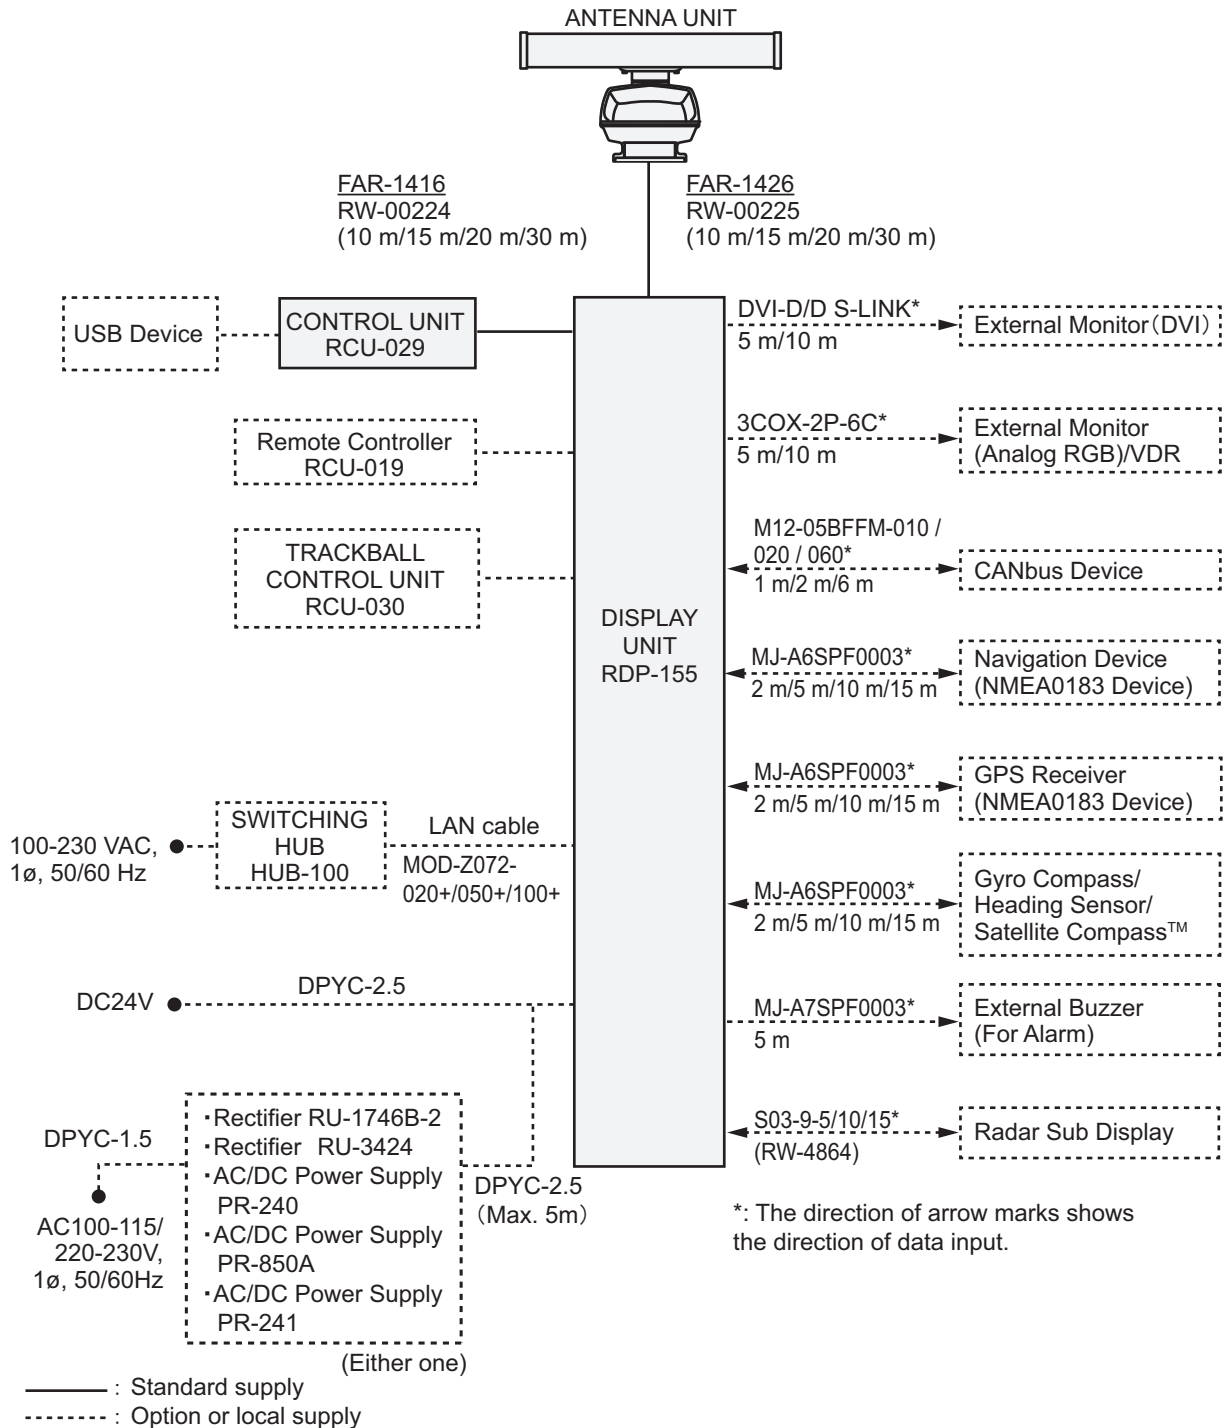 ANTENNA UNIT
FAR-1416
RW-00224
(10 m/15 m/20 m/30 m)
FAR-1426
RW-00225
(10 m/15 m/20 m/30 m)
USB Device
CONTROL UNIT
RCU-029
Remote Controller
RCU-019
TRACKBALL
CONTROL UNIT
RCU-030
DISPLAY
UNIT
RDP-155
DVI-D/D S-LINK*
5 m/10 m
External Monitor(DVI)
3COX-2P-6C*
5 m/10 m
External Monitor
(Analog RGB)/VDR
M12-05BFFM-010 /
020 / 060*
1 m/2 m/6 m
CANbus Device
MJ-A6SPF0003*
2 m/5 m/10 m/15 m
Navigation Device
(NMEA0183 Device)
MJ-A6SPF0003*
2 m/5 m/10 m/15 m
GPS Receiver
(NMEA0183 Device)
100-230 VAC,
1ø, 50/60 Hz
SWITCHING
HUB
HUB-100
LAN cable
MOD-Z072-
020+/050+/100+
MJ-A6SPF0003*
2 m/5 m/10 m/15 m
Gyro Compass/
Heading Sensor/
Satellite Compass™
DC24V
DPYC-2.5
MJ-A7SPF0003*
5 m
External Buzzer
(For Alarm)
DPYC-1.5
AC100-115/
220-230V,
1ø, 50/60Hz
・Rectifier RU-1746B-2
・Rectifier RU-3424
・AC/DC Power Supply
PR-240
・AC/DC Power Supply
PR-850A
・AC/DC Power Supply
PR-241
(Either one)
DPYC-2.5
(Max. 5m)
S03-9-5/10/15*
(RW-4864)
Radar Sub Display
*: The direction of arrow marks shows
the direction of data input.
: Standard supply
: Option or local supply